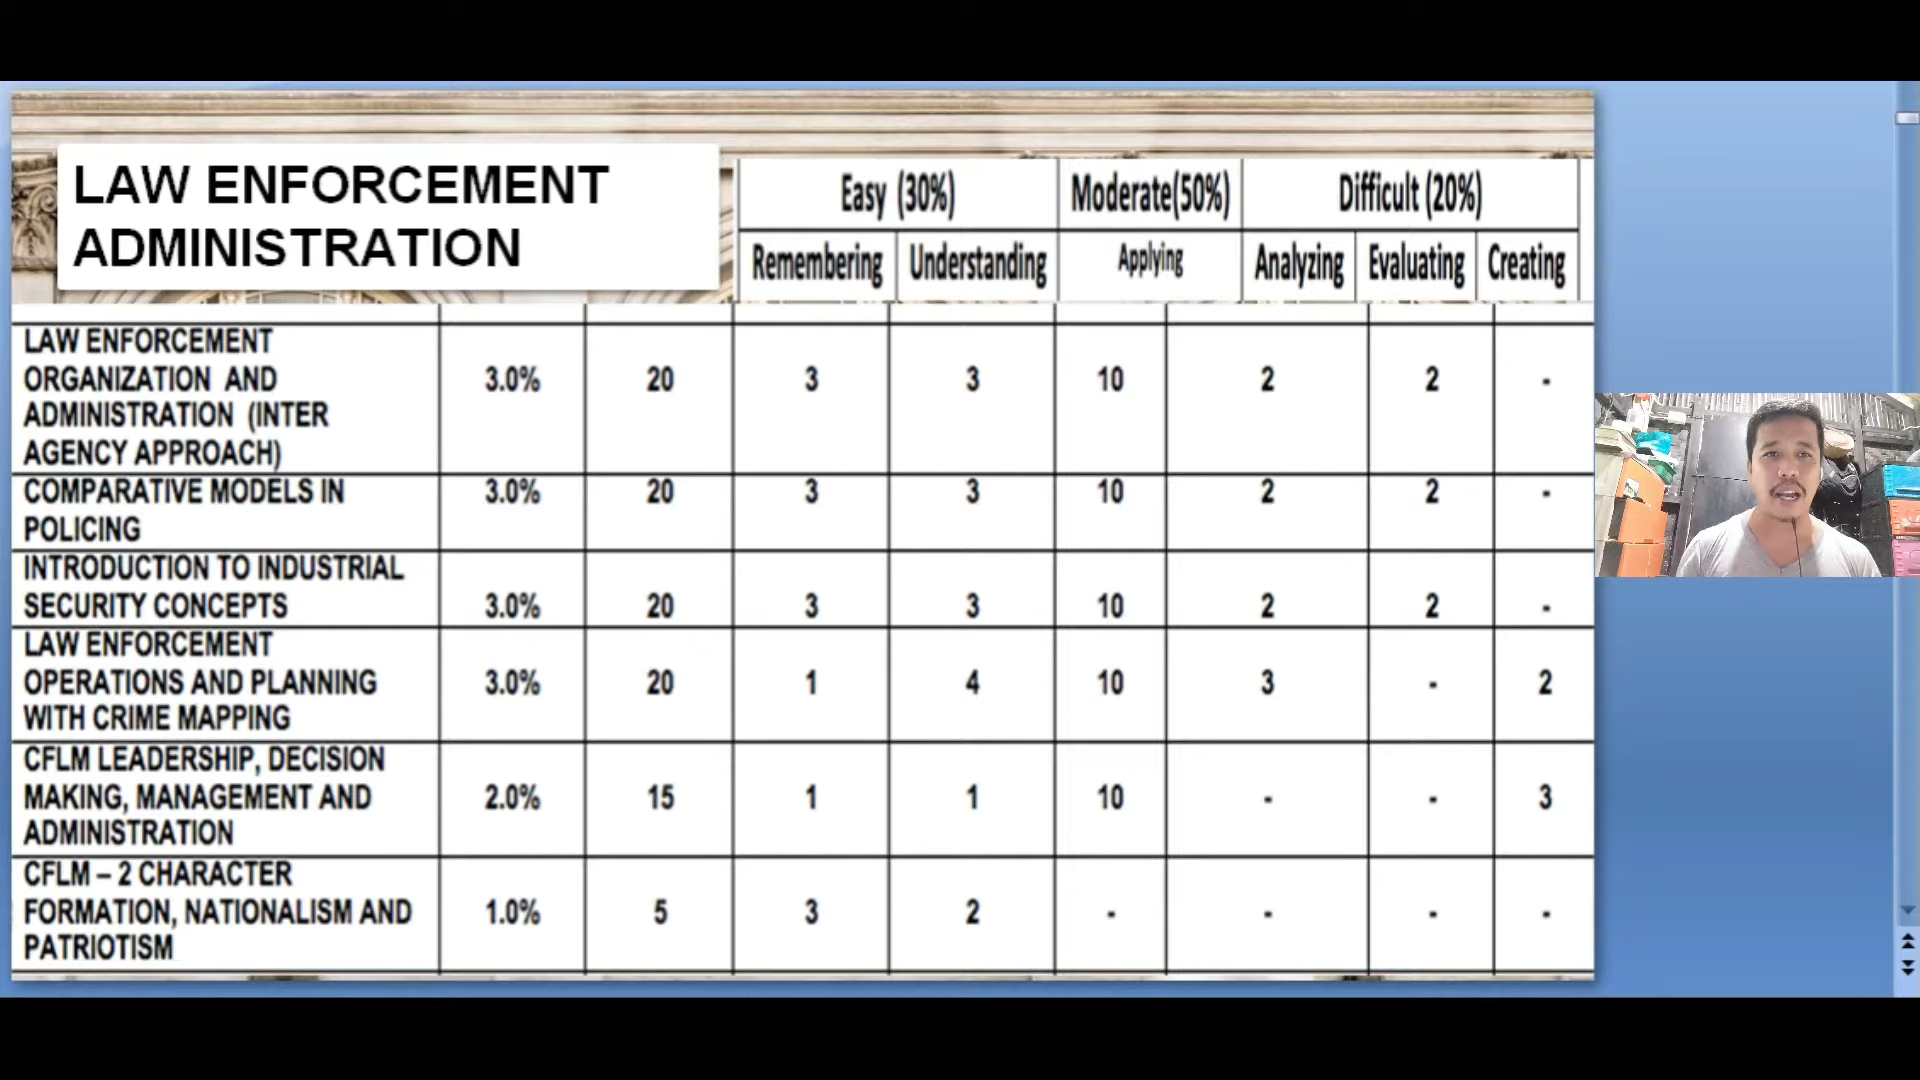 LAW ENFORCEMENT
ADMINISTRATION
Easy (30%) Moderate(50%) Difficult (20%)
Remembering Understanding Applying Analyzing Evaluating Creating
LAW ENFORCEMENT
ORGANIZATION AND
ADMINISTRATION (INTER
AGENCY APPROACH)
3.0% 20 3 3 10 2 2 -
COMPARATIVE MODELS IN
POLICING
3.0% 20 3 3 10 2 2 -
INTRODUCTION TO INDUSTRIAL
SECURITY CONCEPTS
3.0% 20 3 3 10 2 2 -
LAW ENFORCEMENT
OPERATIONS AND PLANNING
WITH CRIME MAPPING
3.0% 20 1 4 10 3 - 2
CFLM LEADERSHIP, DECISION
MAKING, MANAGEMENT AND
ADMINISTRATION
2.0% 15 1 1 10 - - 3
CFLM – 2 CHARACTER
FORMATION, NATIONALISM AND
PATRIOTISM
1.0% 5 3 2 - - - -